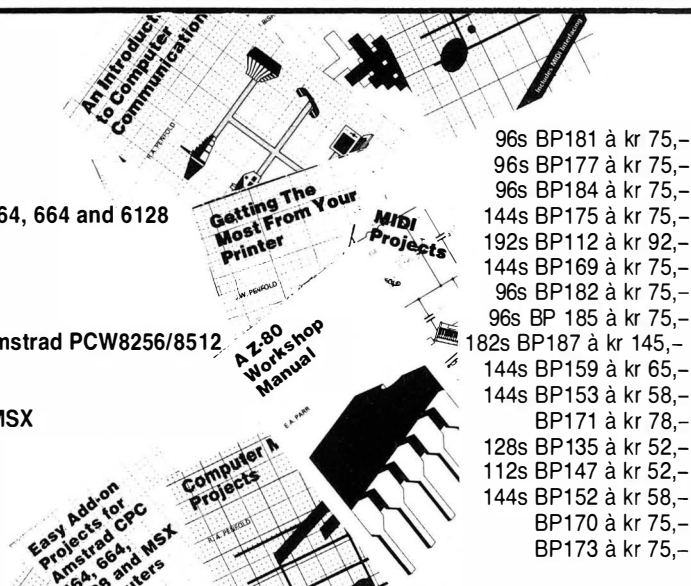 An Introduct
to Computer
Communication
R.A. PENFOLD
Includes MIDI Interfacing
64, 664 and 6128
Getting The
Most From Your
Printer
MIDI
Projects
A Z-80
Workshop
Manual
E.A. PARR
mstrad PCW8256/8512
MSX
Computer M
Projects
R.A. PENFOLD
Easy Add-on
Projects for
Amstrad CPC
464, 664,
and MSX
96s BP181 à kr 75,–
96s BP177 à kr 75,–
96s BP184 à kr 75,–
144s BP175 à kr 75,–
192s BP112 à kr 92,–
144s BP169 à kr 75,–
96s BP182 à kr 75,–
96s BP 185 à kr 75,–
182s BP187 à kr 145,–
144s BP159 à kr 65,–
144s BP153 à kr 58,–
BP171 à kr 78,–
128s BP135 à kr 52,–
112s BP147 à kr 52,–
144s BP152 à kr 58,–
BP170 à kr 75,–
BP173 à kr 75,–